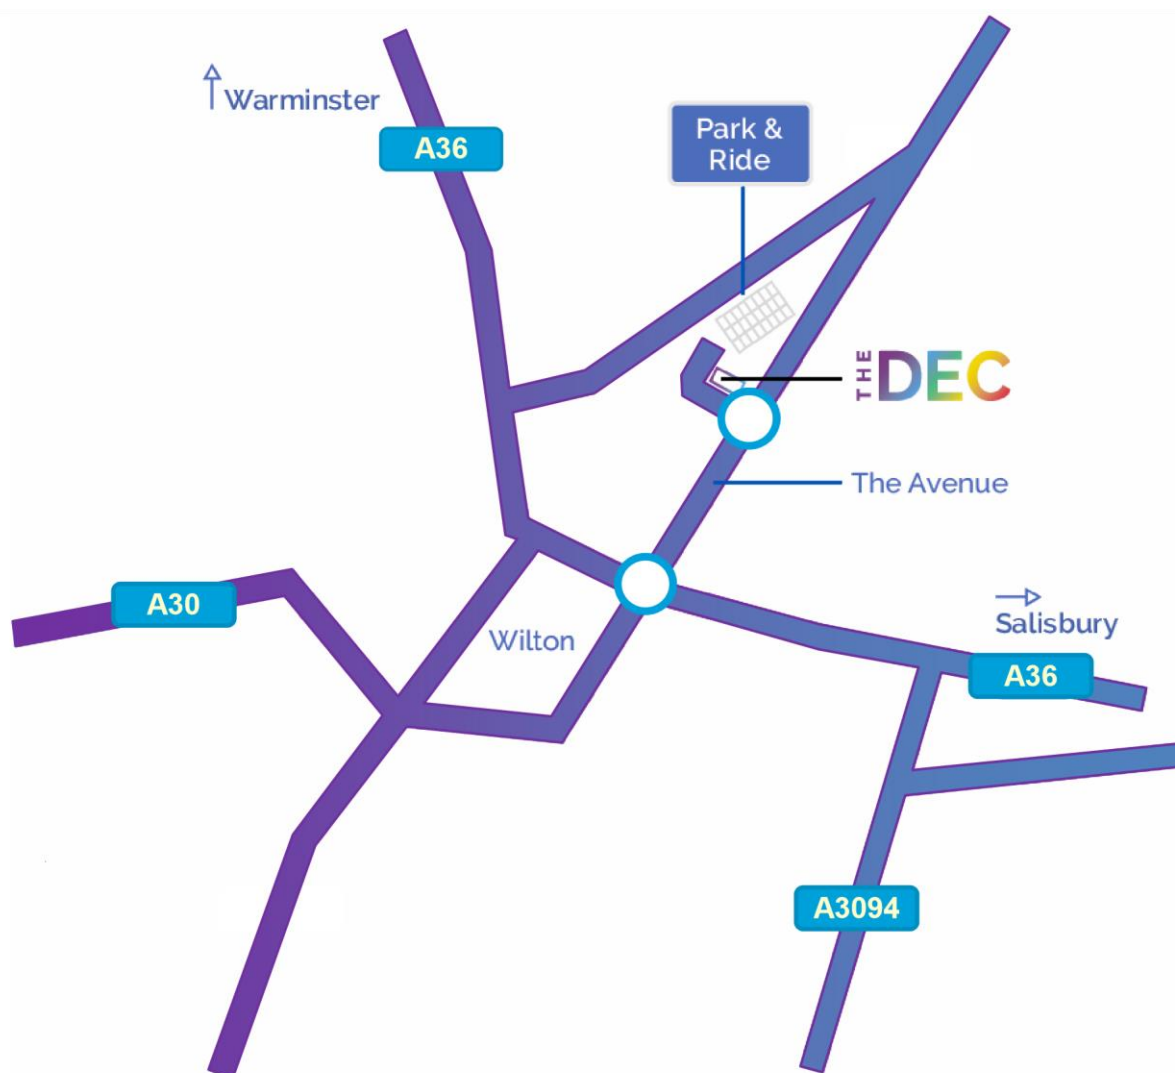 Warminster
A36
Park &
Ride
THE DEC
The Avenue
A30
Wilton
Salisbury
A36
A3094